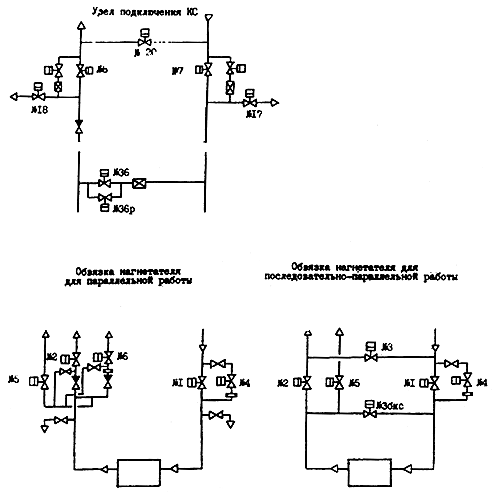 Узел подключения КС
№ 20
№6
№7
№18
№17
№36
№36р
Обвязка нагнетателя
для параллельной работы
Обвязка нагнетателя для
последовательно-параллельной работы
№2
№6
№5
№1
№4
№3
№2
№5
№1
№4
№3бкс